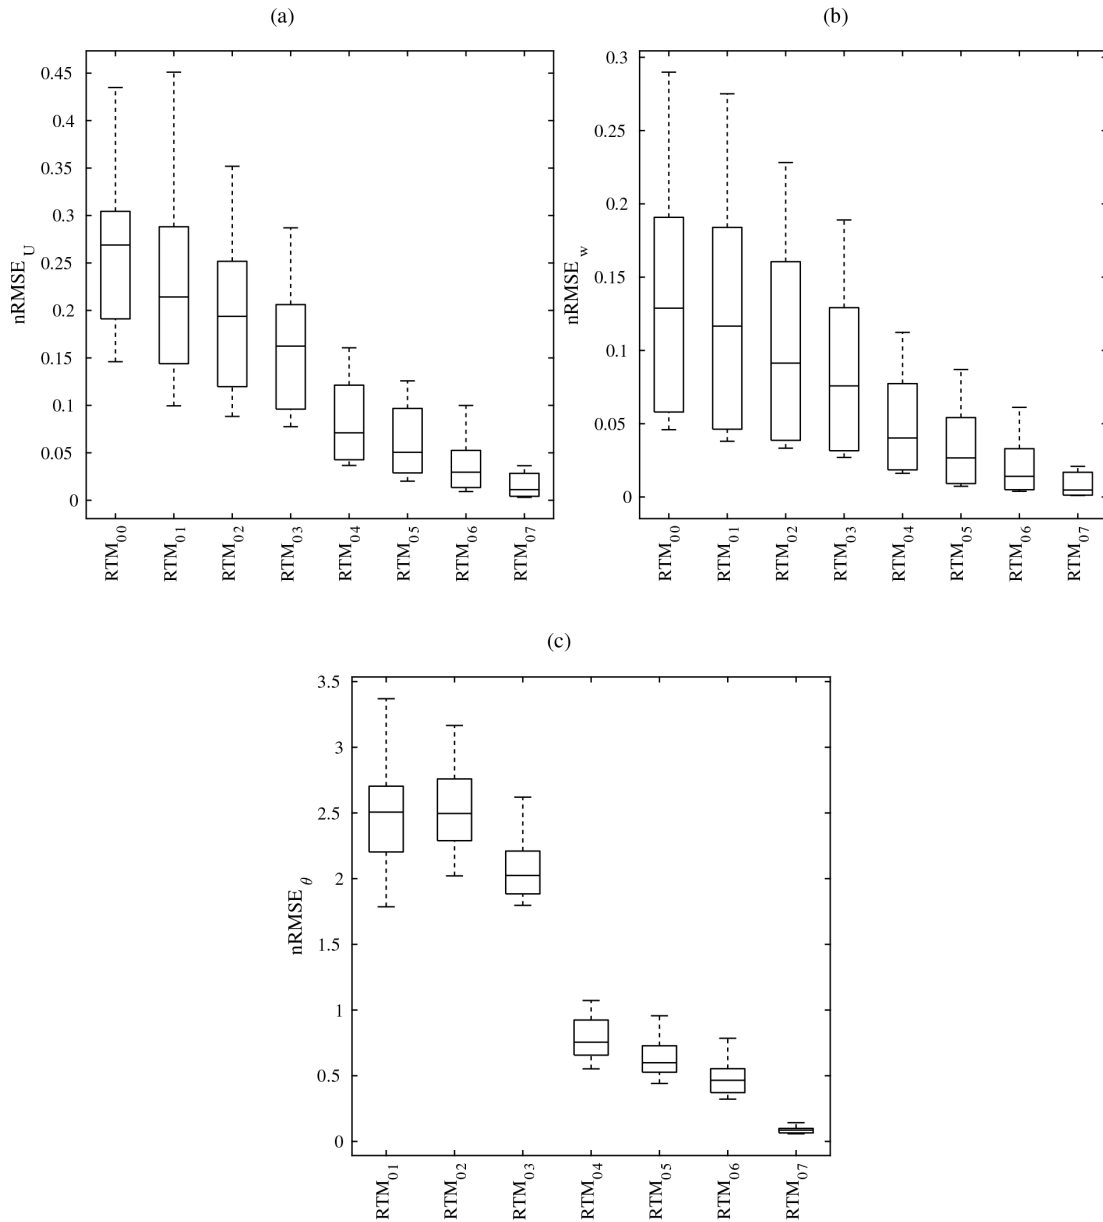 (a)
0.45
0.4
0.35
0.3
0.25
0.2
0.15
0.1
0.05
0
nRMSE_U
RTM_00
RTM_01
RTM_02
RTM_03
RTM_04
RTM_05
RTM_06
RTM_07
(b)
0.3
0.25
0.2
0.15
0.1
0.05
0
nRMSE_w
RTM_00
RTM_01
RTM_02
RTM_03
RTM_04
RTM_05
RTM_06
RTM_07
(c)
3.5
3
2.5
2
1.5
1
0.5
0
nRMSE_θ
RTM_01
RTM_02
RTM_03
RTM_04
RTM_05
RTM_06
RTM_07